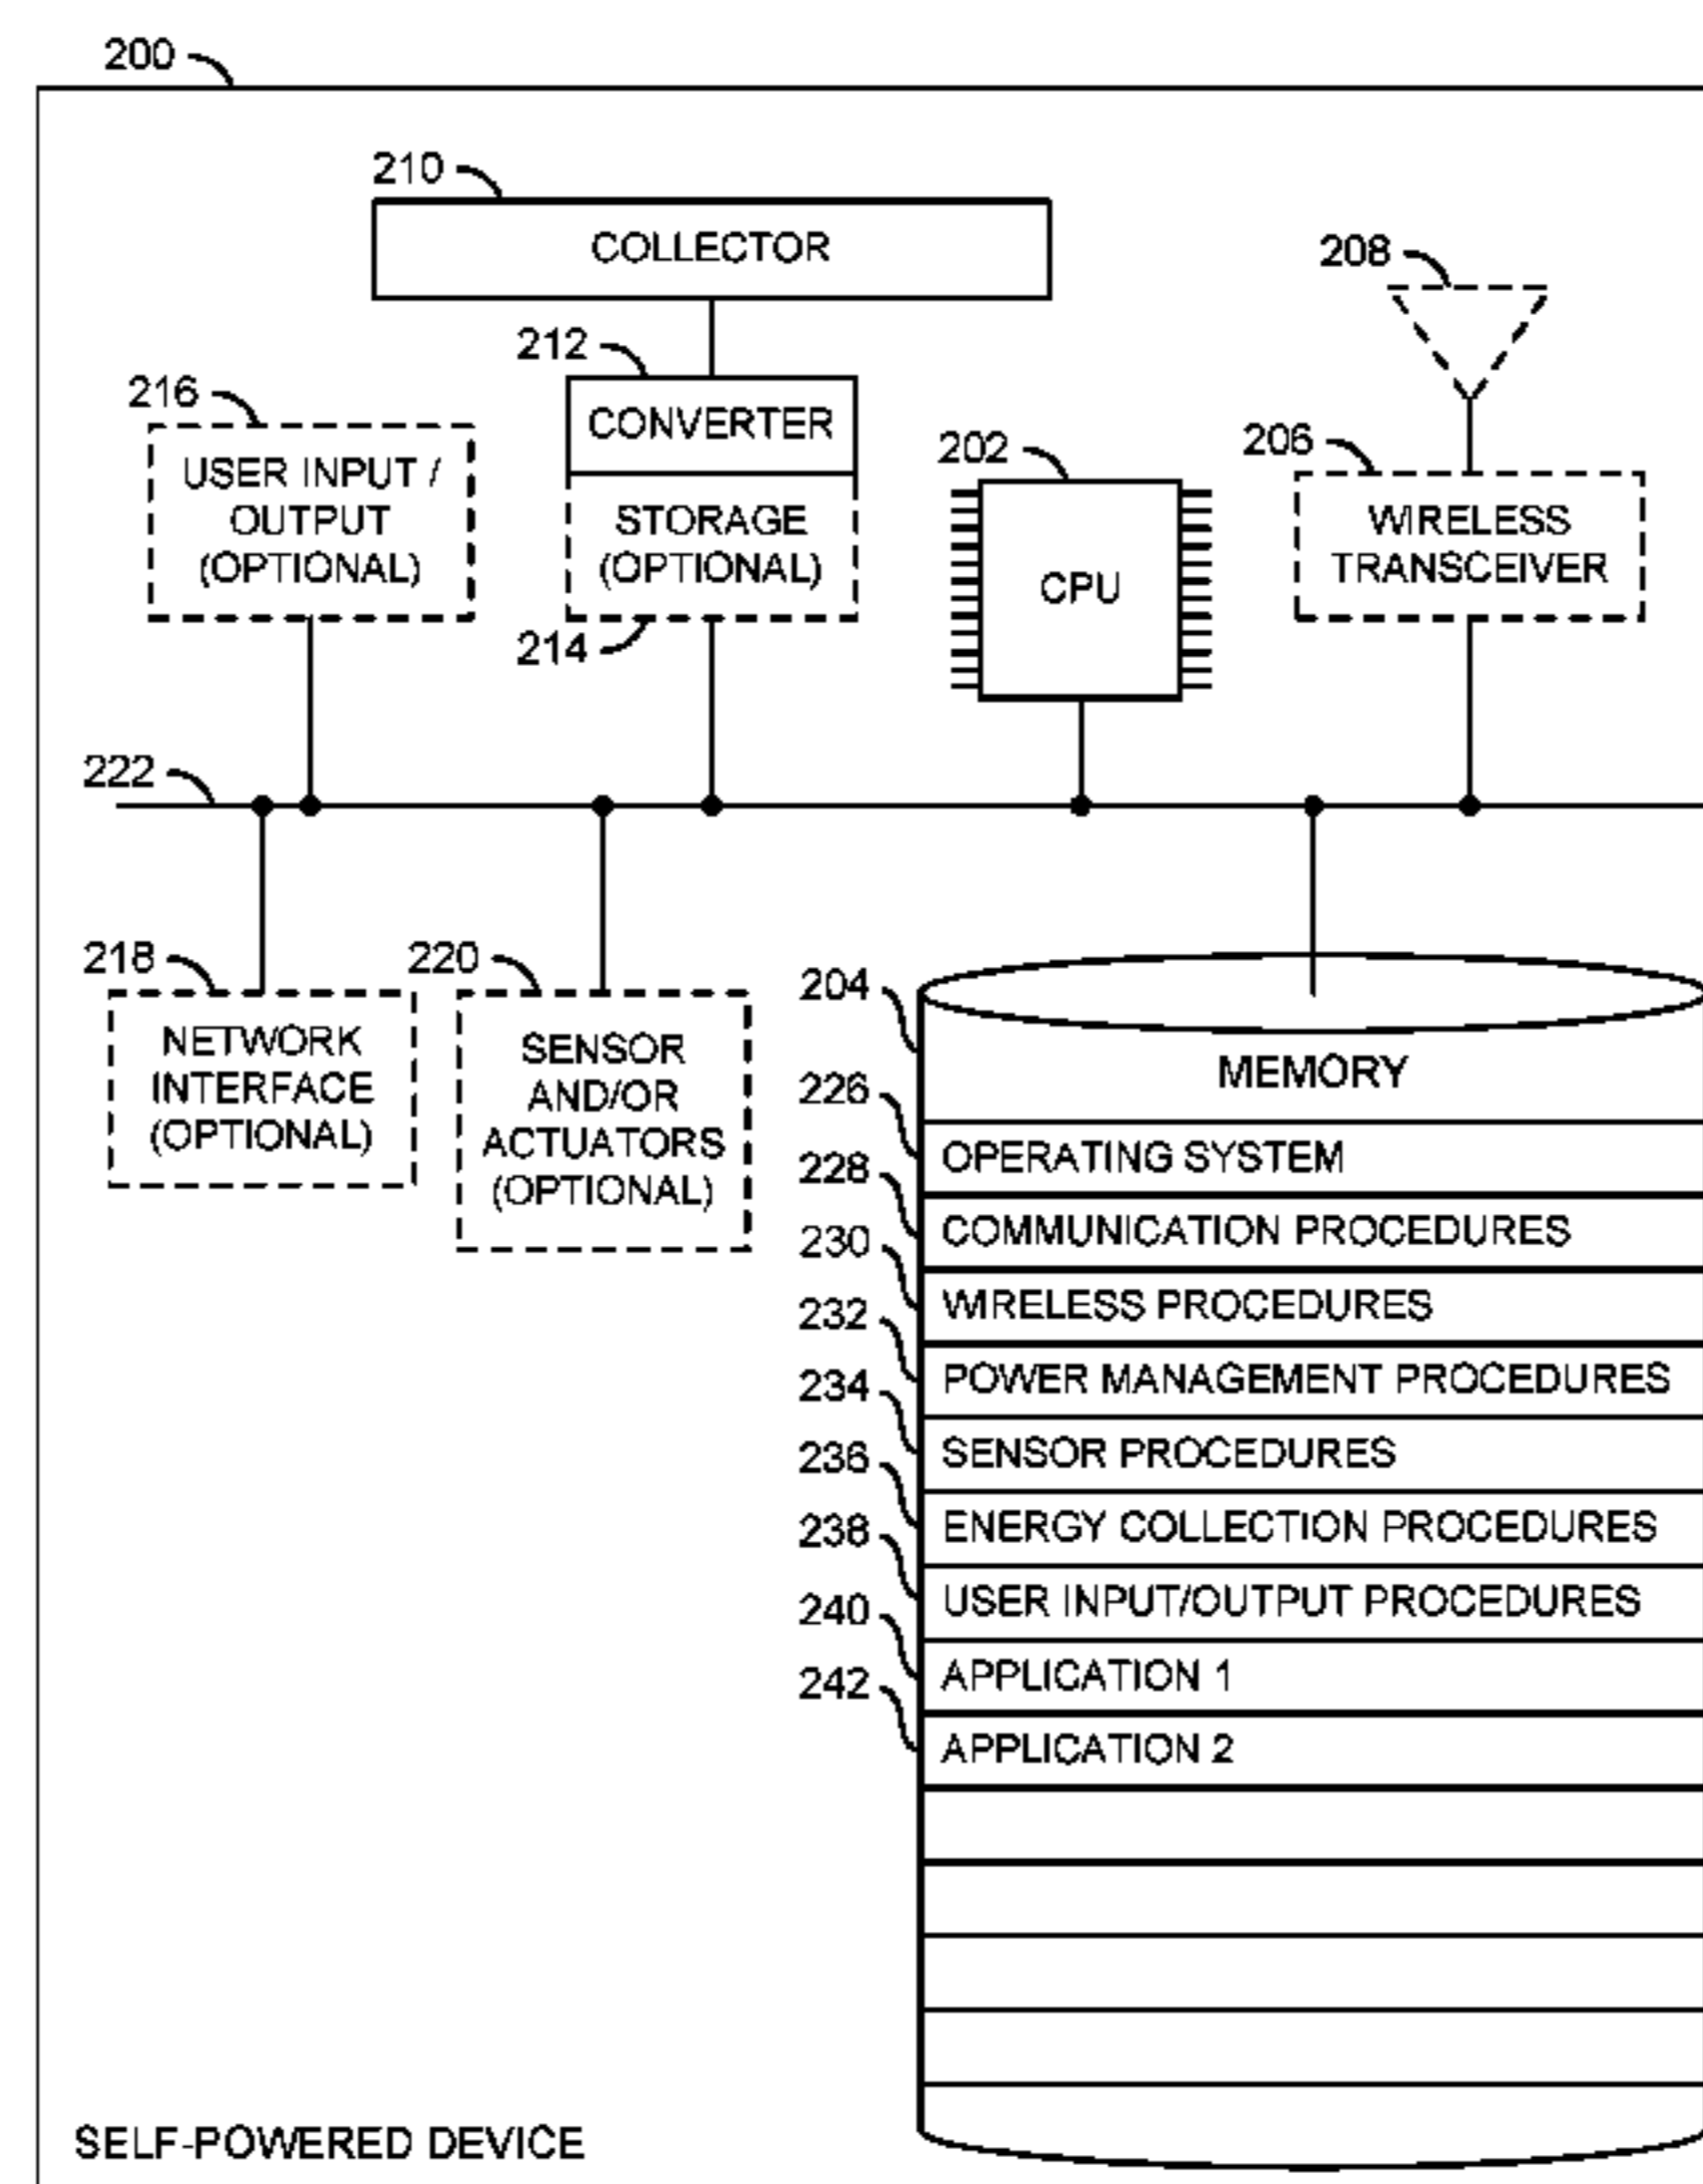 200
210
COLLECTOR
208
212
CONVERTER
216
USER INPUT /
OUTPUT
(OPTIONAL)
STORAGE
(OPTIONAL)
214
202
CPU
206
WIRELESS
TRANSCEIVER
222
218
NETWORK
INTERFACE
(OPTIONAL)
220
SENSOR
AND/OR
ACTUATORS
(OPTIONAL)
204
MEMORY
226
OPERATING SYSTEM
228
COMMUNICATION PROCEDURES
230
WIRELESS PROCEDURES
232
POWER MANAGEMENT PROCEDURES
234
SENSOR PROCEDURES
236
ENERGY COLLECTION PROCEDURES
238
USER INPUT/OUTPUT PROCEDURES
240
APPLICATION 1
242
APPLICATION 2
SELF-POWERED DEVICE